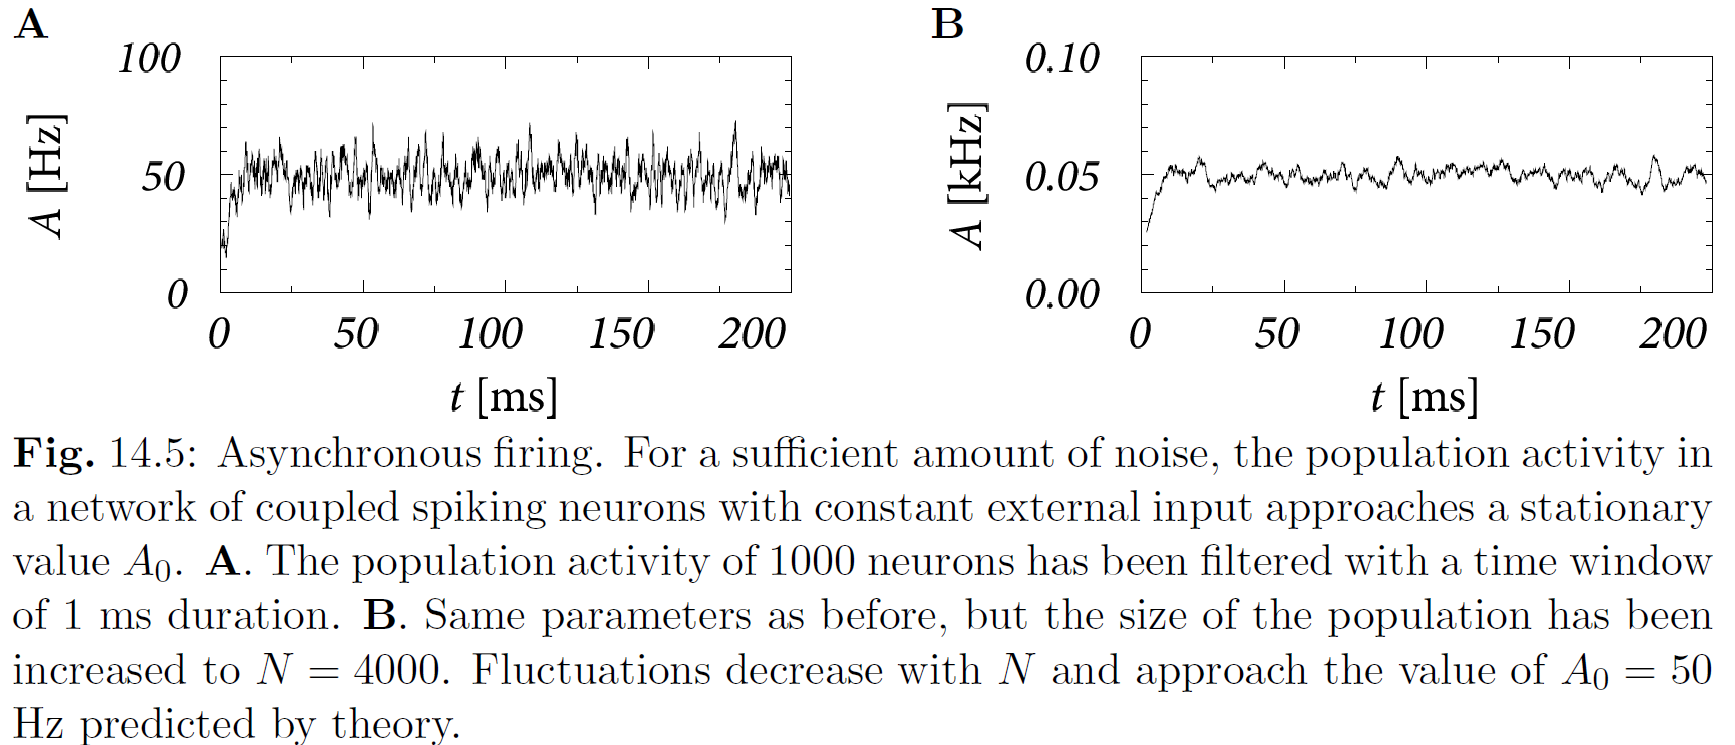 A
B
100
50
0
A [Hz]
0 50 100 150 200
t [ms]
0.10
0.05
0.00
A [kHz]
0 50 100 150 200
t [ms]
Fig. 14.5: Asynchronous firing. For a sufficient amount of noise, the population activity in
a network of coupled spiking neurons with constant external input approaches a stationary
value A₀. A. The population activity of 1000 neurons has been filtered with a time window
of 1 ms duration. B. Same parameters as before, but the size of the population has been
increased to N = 4000. Fluctuations decrease with N and approach the value of A₀ = 50
Hz predicted by theory.